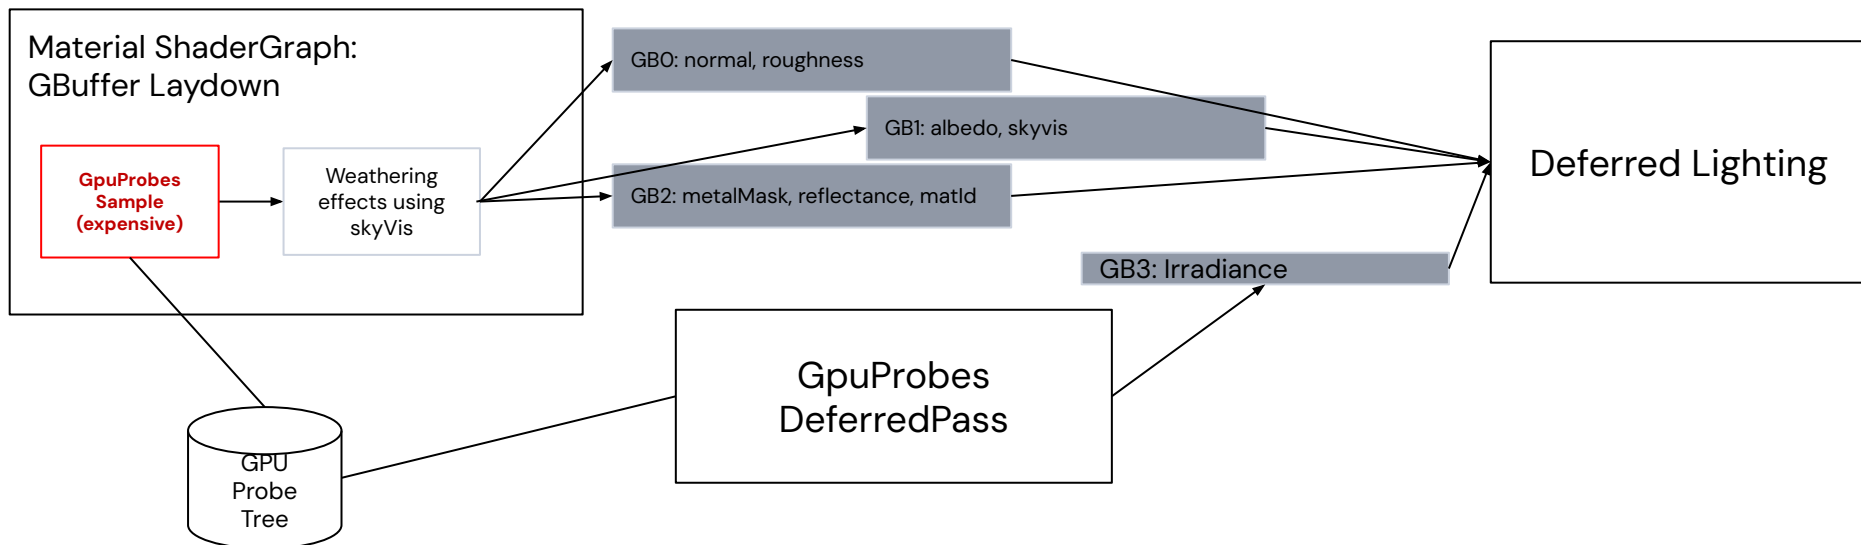 Material ShaderGraph:
GBuffer Laydown
GpuProbes
Sample
(expensive)
Weathering
effects using
skyVis
GB0: normal, roughness
GB1: albedo, skyvis
GB2: metalMask, reflectance, matId
GB3: Irradiance
Deferred Lighting
GpuProbes
DeferredPass
GPU
Probe
Tree